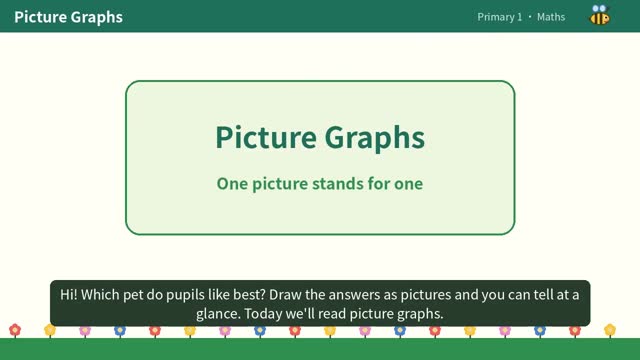 Picture Graphs
Primary 1 • Maths
Picture Graphs
One picture stands for one
Hi! Which pet do pupils like best? Draw the answers as pictures and you can tell at a
glance. Today we'll read picture graphs.